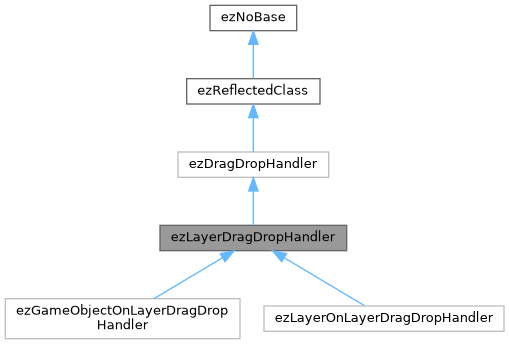 ezNoBase
ezReflectedClass
ezDragDropHandler
ezLayerDragDropHandler
ezGameObjectOnLayerDragDrop
Handler
ezLayerOnLayerDragDropHandler